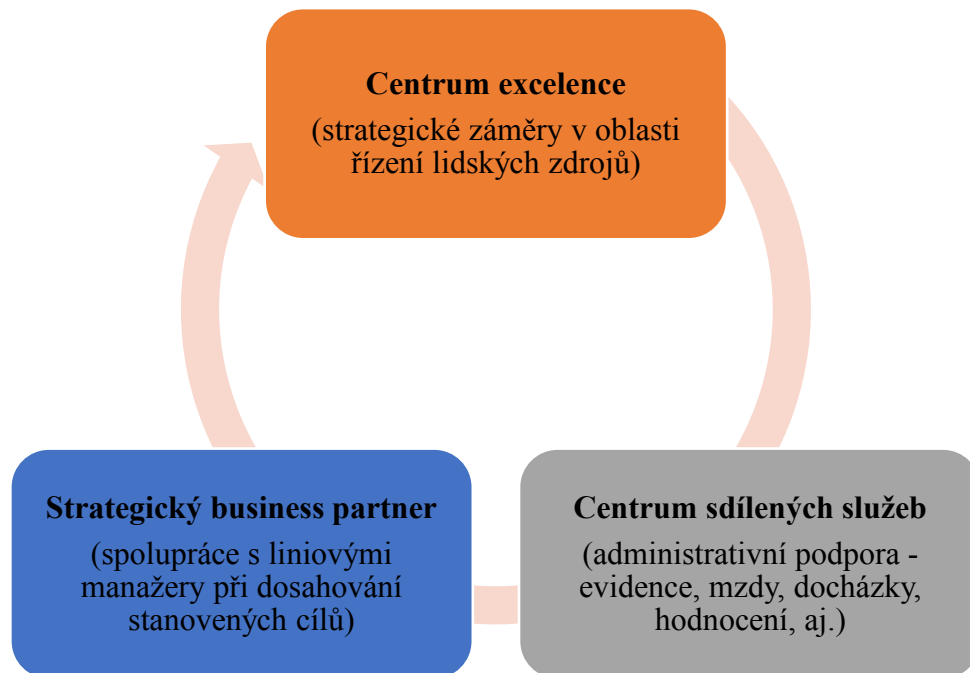 Centrum excelence
(strategické záměry v oblasti
řízení lidských zdrojů)
Strategický business partner
(spolupráce s liniovými
manažery při dosahování
stanovených cílů)
Centrum sdílených služeb
(administrativní podpora -
evidence, mzdy, docházky,
hodnocení, aj.)